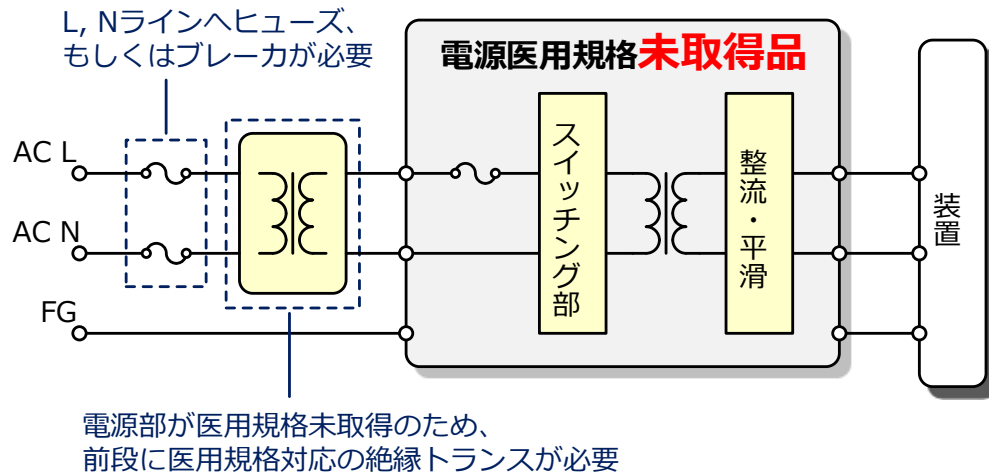 L, Nラインへヒューズ、
もしくはブレーカが必要
電源医用規格未取得品
AC L
AC N
FG
スイッチング部
整流・平滑
装置
電源部が医用規格未取得のため、
前段に医用規格対応の絶縁トランスが必要